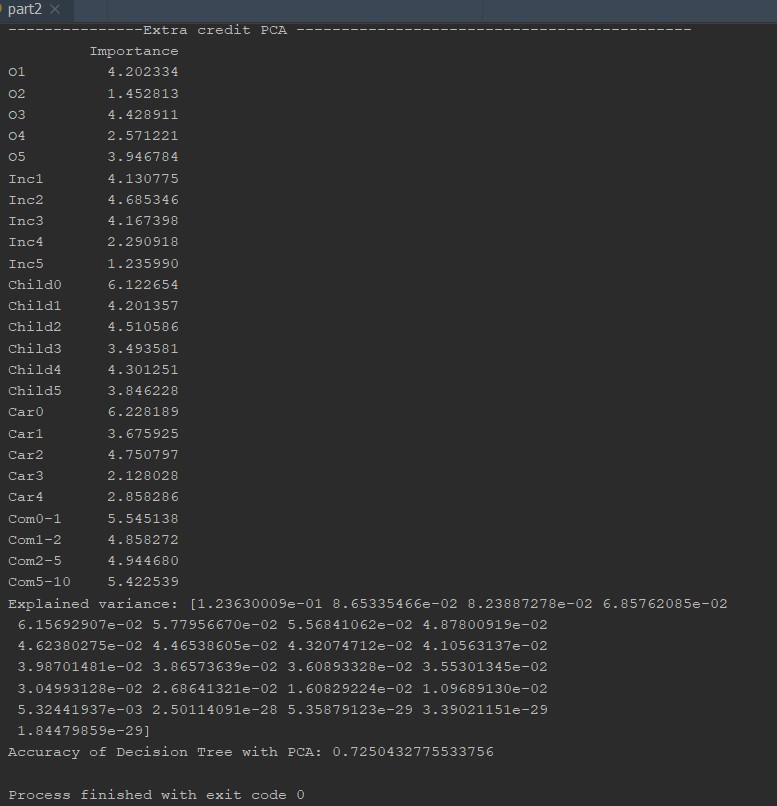 part2 ×
---------------Extra credit PCA --------------------------------------------
Importance
O1 4.202334
O2 1.452813
O3 4.428911
O4 2.571221
O5 3.946784
Inc1 4.130775
Inc2 4.685346
Inc3 4.167398
Inc4 2.290918
Inc5 1.235990
Child0 6.122654
Child1 4.201357
Child2 4.510586
Child3 3.493581
Child4 4.301251
Child5 3.846228
Car0 6.228189
Car1 3.675925
Car2 4.750797
Car3 2.128028
Car4 2.858286
Com0-1 5.545138
Com1-2 4.858272
Com2-5 4.944680
Com5-10 5.422539
Explained variance: [1.23630009e-01 8.65335466e-02 8.23887278e-02 6.85762085e-02
6.15692907e-02 5.77956670e-02 5.56841062e-02 4.87800919e-02
4.62380275e-02 4.46538605e-02 4.32074712e-02 4.10563137e-02
3.98701481e-02 3.86573639e-02 3.60893328e-02 3.55301345e-02
3.04993128e-02 2.68641321e-02 1.60829224e-02 1.09689130e-02
5.32441937e-03 2.50114091e-28 5.35879123e-29 3.39021151e-29
1.84479859e-29]
Accuracy of Decision Tree with PCA: 0.7250432775533756
Process finished with exit code 0